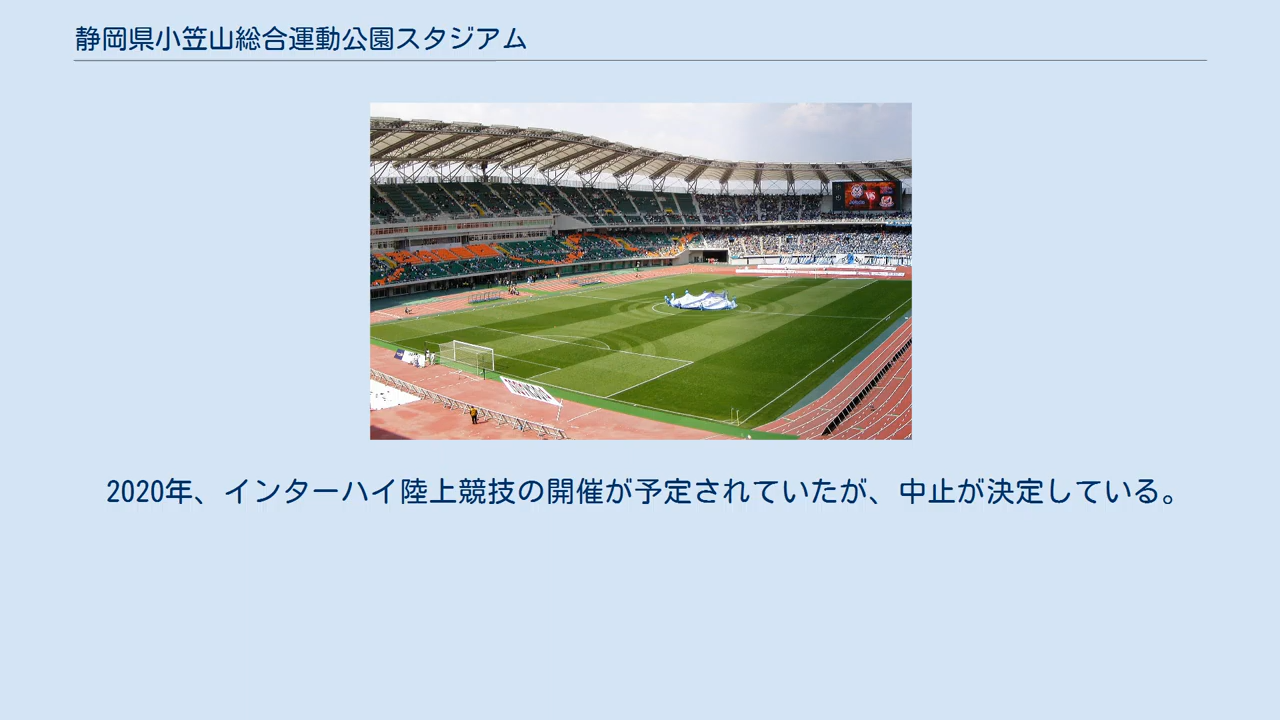 静岡県小笠山総合運動公園スタジアム
VS
2020年、インターハイ陸上競技の開催が予定されていたが、中止が決定している。